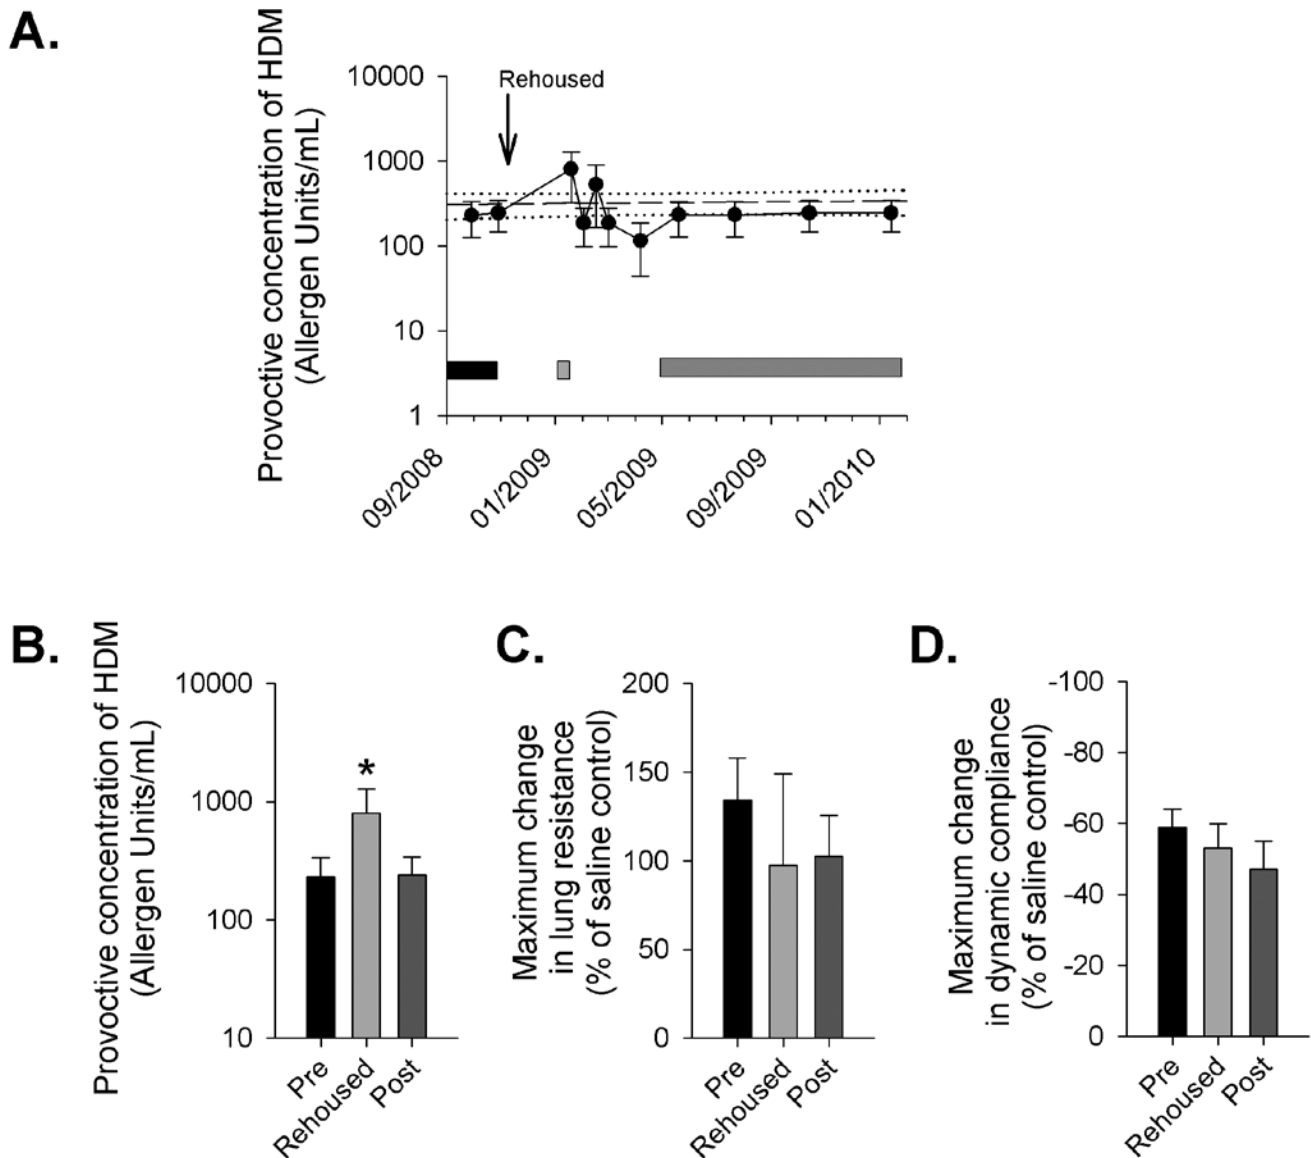 A.
Provoctive concentration of HDM
(Allergen Units/mL)
10000
1000
100
10
1
Rehoused
09/2008
01/2009
05/2009
09/2009
01/2010
B.
Provoctive concentration of HDM
(Allergen Units/mL)
10000
1000
100
10
*
Pre
Rehoused
Post
C.
Maximum change
in lung resistance
(% of saline control)
200
150
100
50
0
Pre
Rehoused
Post
D.
Maximum change
in dynamic compliance
(% of saline control)
-100
-80
-60
-40
-20
0
Pre
Rehoused
Post